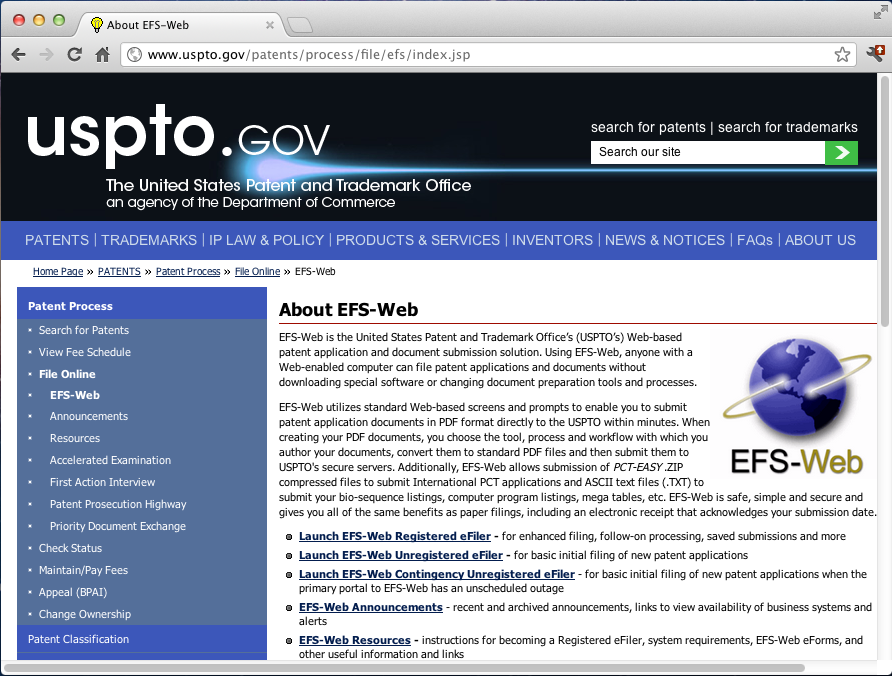 About EFS-Web
www.uspto.gov/patents/process/file/efs/index.jsp
uspto.GOV
search for patents | search for trademarks
Search our site
The United States Patent and Trademark Office
an agency of the Department of Commerce
PATENTS | TRADEMARKS | IP LAW & POLICY | PRODUCTS & SERVICES | INVENTORS | NEWS & NOTICES | FAQs | ABOUT US
Home Page » PATENTS » Patent Process » File Online » EFS-Web
Patent Process
Search for Patents
View Fee Schedule
File Online
EFS-Web
Announcements
Resources
Accelerated Examination
First Action Interview
Patent Prosecution Highway
Priority Document Exchange
Check Status
Maintain/Pay Fees
Appeal (BPAI)
Change Ownership
Patent Classification
About EFS-Web
EFS-Web is the United States Patent and Trademark Office's (USPTO's) Web-based
patent application and document submission solution. Using EFS-Web, anyone with a
Web-enabled computer can file patent applications and documents without
downloading special software or changing document preparation tools and processes.
EFS-Web utilizes standard Web-based screens and prompts to enable you to submit
patent application documents in PDF format directly to the USPTO within minutes. When
creating your PDF documents, you choose the tool, process and workflow with which you
author your documents, convert them to standard PDF files and then submit them to
USPTO's secure servers. Additionally, EFS-Web allows submission of PCT-EASY .ZIP
compressed files to submit International PCT applications and ASCII text files (.TXT) to
submit your bio-sequence listings, computer program listings, mega tables, etc. EFS-Web is safe, simple and secure and
gives you all of the same benefits as paper filings, including an electronic receipt that acknowledges your submission date.
EFS-Web
Launch EFS-Web Registered eFiler - for enhanced filing, follow-on processing, saved submissions and more
Launch EFS-Web Unregistered eFiler - for basic initial filing of new patent applications
Launch EFS-Web Contingency Unregistered eFiler - for basic initial filing of new patent applications when the
primary portal to EFS-Web has an unscheduled outage
EFS-Web Announcements - recent and archived announcements, links to view availability of business systems and
alerts
EFS-Web Resources - instructions for becoming a Registered eFiler, system requirements, EFS-Web eForms, and
other useful information and links